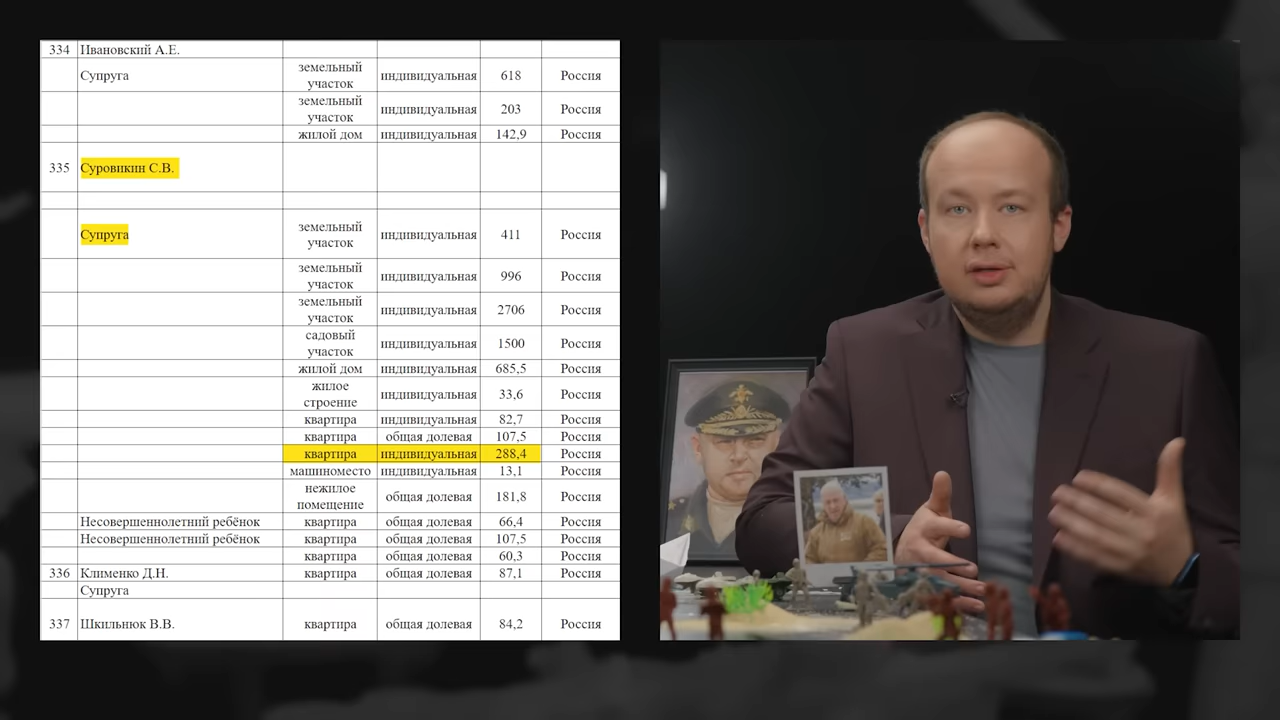 334 Ивановский А.Е.
Супруга земельный участок индивидуальная 618 Россия
земельный участок индивидуальная 203 Россия
жилой дом индивидуальная 142,9 Россия
335 Суровикин С.В.
Супруга земельный участок индивидуальная 411 Россия
земельный участок индивидуальная 996 Россия
земельный участок индивидуальная 2706 Россия
садовый участок индивидуальная 1500 Россия
жилой дом индивидуальная 685,5 Россия
жилое строение индивидуальная 33,6 Россия
квартира индивидуальная 82,7 Россия
квартира общая долевая 107,5 Россия
квартира индивидуальная 288,4 Россия
машиноместо индивидуальная 13,1 Россия
нежилое помещение общая долевая 181,8 Россия
Несовершеннолетний ребёнок квартира общая долевая 66,4 Россия
Несовершеннолетний ребёнок квартира общая долевая 107,5 Россия
квартира общая долевая 60,3 Россия
336 Клименко Д.Н. квартира общая долевая 87,1 Россия
Супруга
337 Шкильнюк В.В. квартира общая долевая 84,2 Россия